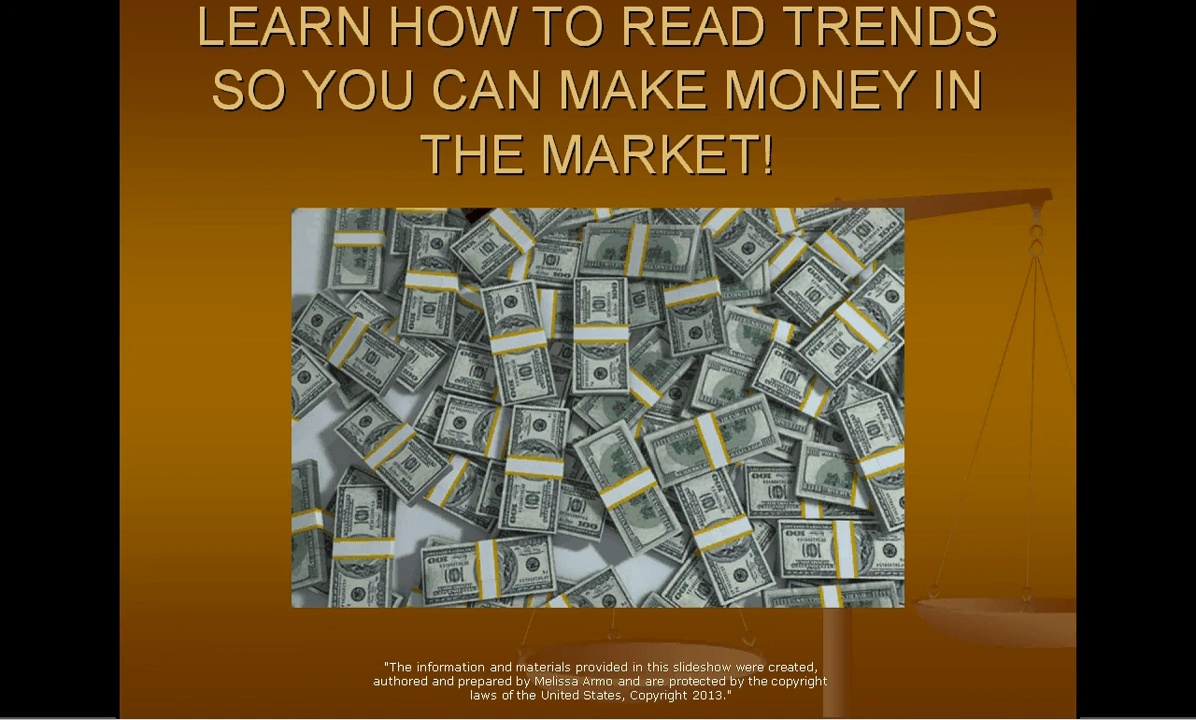 LEARN HOW TO READ TRENDS
SO YOU CAN MAKE MONEY IN
THE MARKET!
"The information and materials provided in this slideshow were created,
authored and prepared by Melissa Armo and are protected by the copyright
laws of the United States, Copyright 2013."